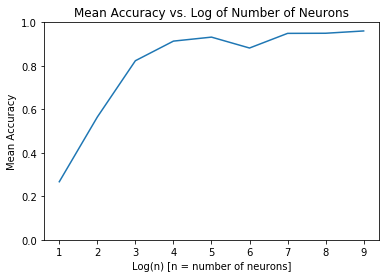 Mean Accuracy vs. Log of Number of Neurons
1.0
0.8
0.6
0.4
0.2
0.0
Mean Accuracy
1 2 3 4 5 6 7 8 9
Log(n) [n = number of neurons]